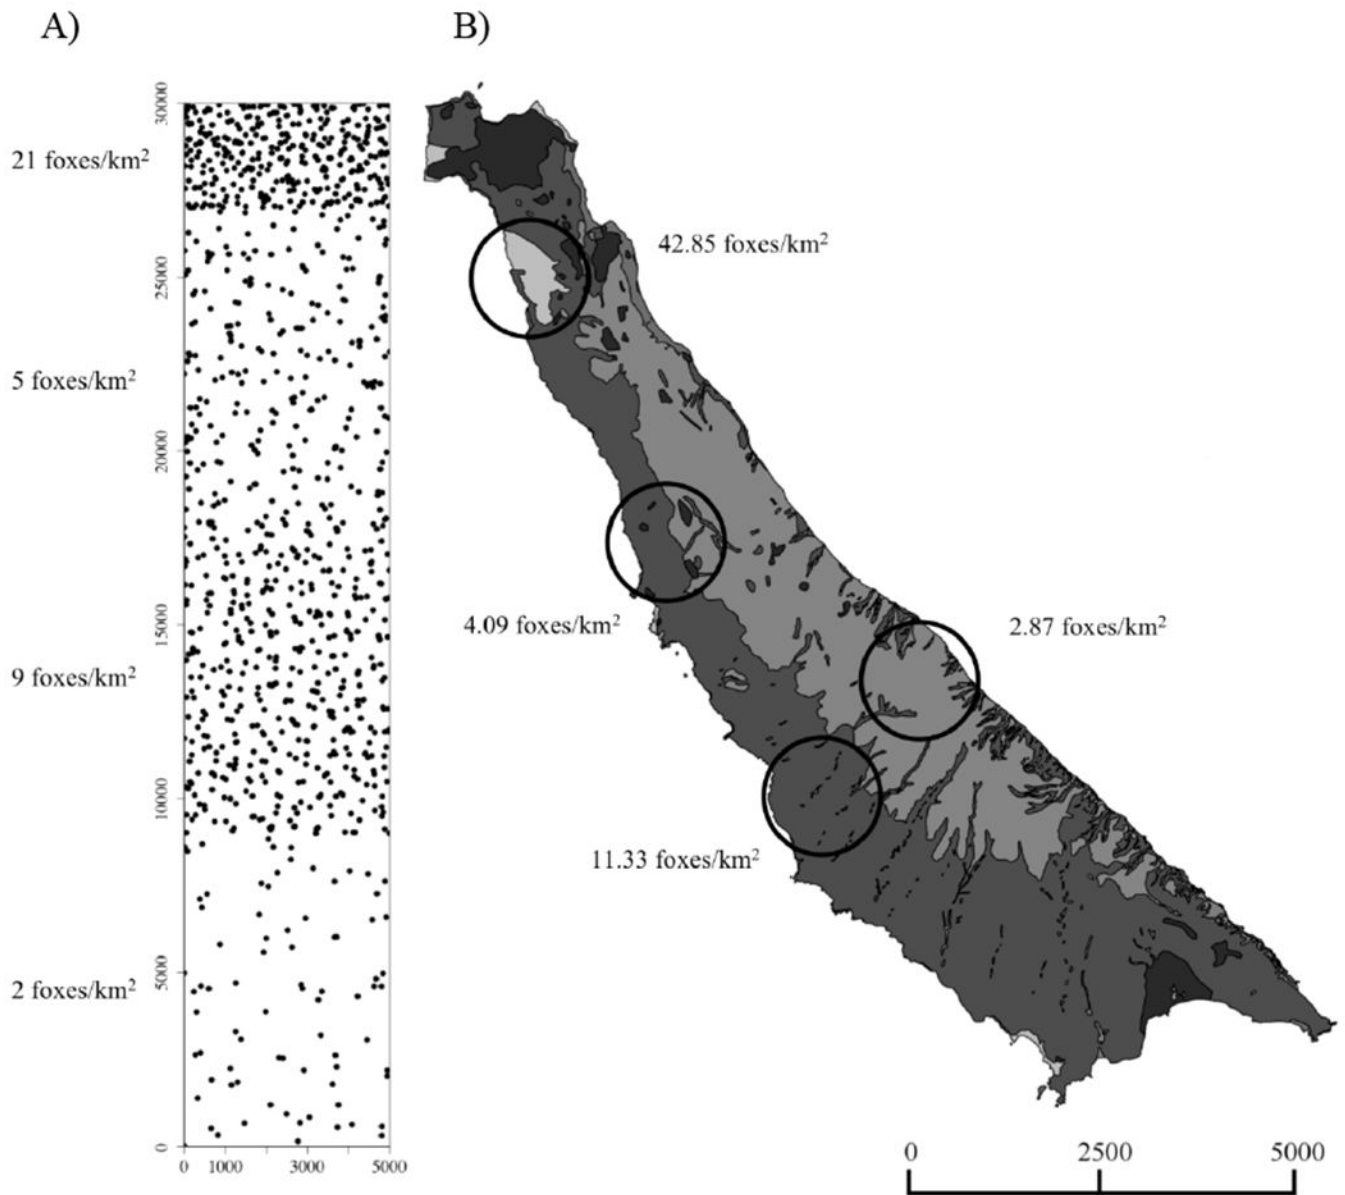 A)
B)
30000
25000
20000
15000
10000
5000
0
0 1000 3000 5000
21 foxes/km²
5 foxes/km²
9 foxes/km²
2 foxes/km²
42.85 foxes/km²
4.09 foxes/km²
2.87 foxes/km²
11.33 foxes/km²
0 2500 5000